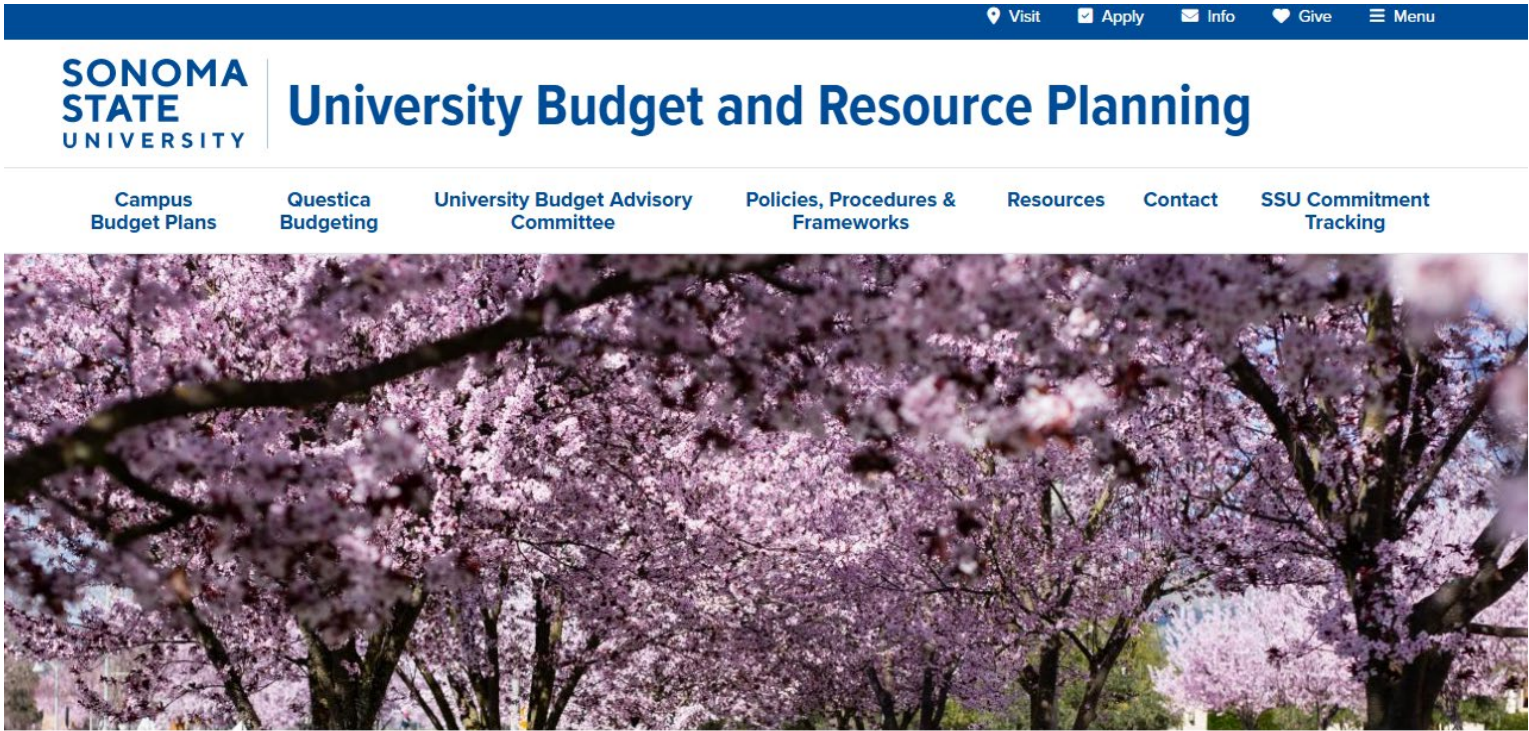 Visit Apply Info Give Menu
SONOMA
STATE
UNIVERSITY
University Budget and Resource Planning
Campus
Budget Plans
Questica
Budgeting
University Budget Advisory
Committee
Policies, Procedures &
Frameworks
Resources
Contact
SSU Commitment
Tracking